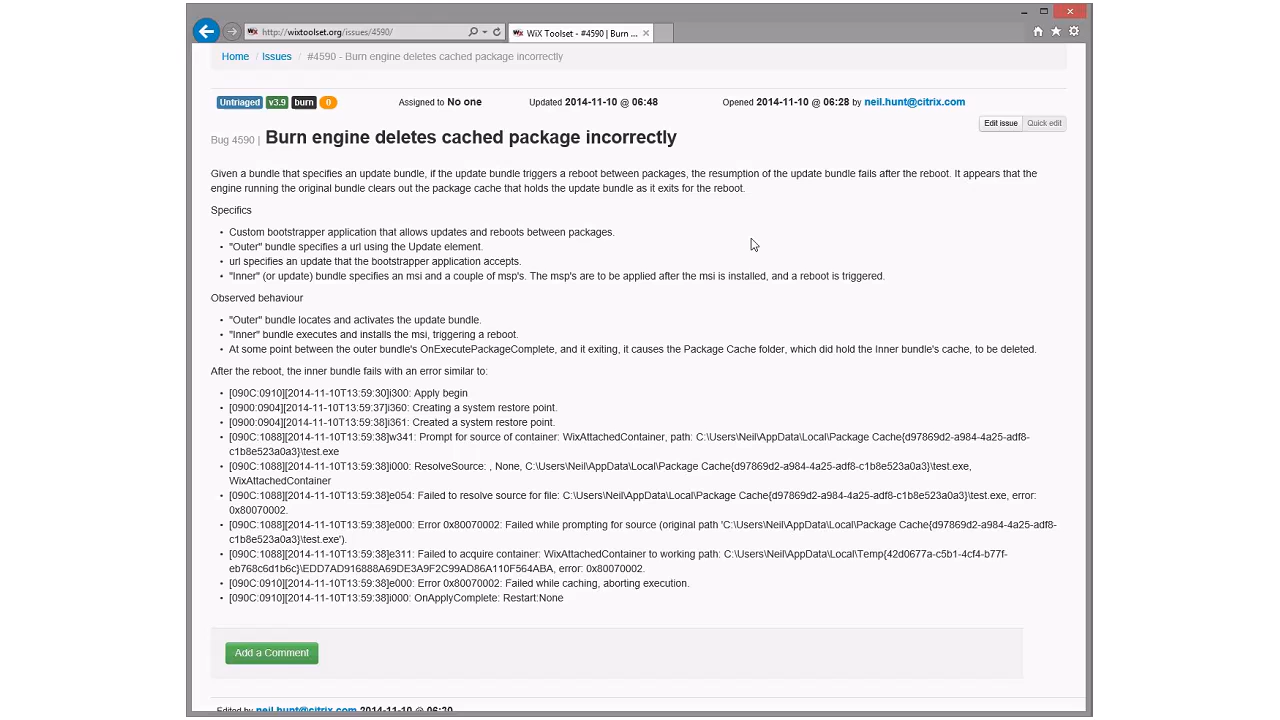 http://wixtoolset.org/issues/4590/
WiX Toolset - #4590 | Burn ...
Home / Issues / #4590 - Burn engine deletes cached package incorrectly
Untriaged v3.9 burn 0 Assigned to No one Updated 2014-11-10 @ 06:48 Opened 2014-11-10 @ 06:28 by neil.hunt@citrix.com
Edit issue Quick edit
Bug 4590 | Burn engine deletes cached package incorrectly
Given a bundle that specifies an update bundle, if the update bundle triggers a reboot between packages, the resumption of the update bundle fails after the reboot. It appears that the
engine running the original bundle clears out the package cache that holds the update bundle as it exits for the reboot.
Specifics
• Custom bootstrapper application that allows updates and reboots between packages.
• "Outer" bundle specifies a url using the Update element.
• url specifies an update that the bootstrapper application accepts.
• "Inner" (or update) bundle specifies an msi and a couple of msp's. The msp's are to be applied after the msi is installed, and a reboot is triggered.
Observed behaviour
• "Outer" bundle locates and activates the update bundle.
• "Inner" bundle executes and installs the msi, triggering a reboot.
• At some point between the outer bundle's OnExecutePackageComplete, and it exiting, it causes the Package Cache folder, which did hold the Inner bundle's cache, to be deleted.
After the reboot, the inner bundle fails with an error similar to:
• [090C:0910][2014-11-10T13:59:30]i300: Apply begin
• [0900:0904][2014-11-10T13:59:37]i360: Creating a system restore point.
• [0900:0904][2014-11-10T13:59:38]i361: Created a system restore point.
• [090C:1088][2014-11-10T13:59:38]w341: Prompt for source of container: WixAttachedContainer, path: C:\Users\Neil\AppData\Local\Package Cache{d97869d2-a984-4a25-adf8-
c1b8e523a0a3}\test.exe
• [090C:1088][2014-11-10T13:59:38]i000: ResolveSource: , None, C:\Users\Neil\AppData\Local\Package Cache{d97869d2-a984-4a25-adf8-c1b8e523a0a3}\test.exe,
WixAttachedContainer
• [090C:1088][2014-11-10T13:59:38]e054: Failed to resolve source for file: C:\Users\Neil\AppData\Local\Package Cache{d97869d2-a984-4a25-adf8-c1b8e523a0a3}\test.exe, error:
0x80070002.
• [090C:1088][2014-11-10T13:59:38]e000: Error 0x80070002: Failed while prompting for source (original path 'C:\Users\Neil\AppData\Local\Package Cache{d97869d2-a984-4a25-adf8-
c1b8e523a0a3}\test.exe').
• [090C:1088][2014-11-10T13:59:38]e311: Failed to acquire container: WixAttachedContainer to working path: C:\Users\Neil\AppData\Local\Temp{42d0677a-c5b1-4cf4-b77f-
eb768c6d1b6c}\EDD7AD916888A69DE3A9F2C99AD86A110F564ABA, error: 0x80070002.
• [090C:0910][2014-11-10T13:59:38]e000: Error 0x80070002: Failed while caching, aborting execution.
• [090C:0910][2014-11-10T13:59:38]i000: OnApplyComplete: Restart:None
Add a Comment
Edited by neil.hunt@citrix.com 2014-11-10 @ 06:30